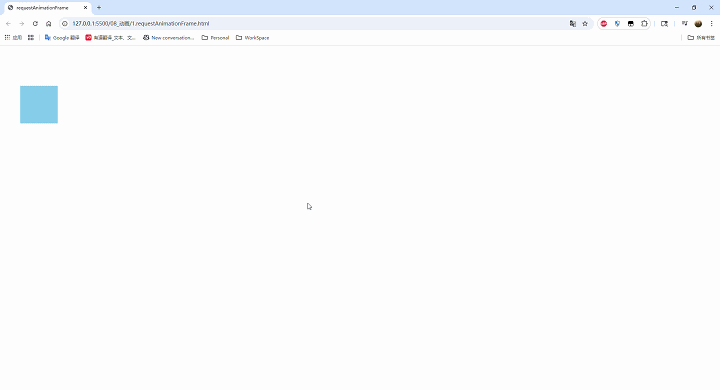 requestAnimationFrame
127.0.0.1:5500/08_动画/1.requestAnimationFrame.html
应用 Google 翻译 有道翻译_文本、文... New conversation... Personal WorkSpace 所有书签